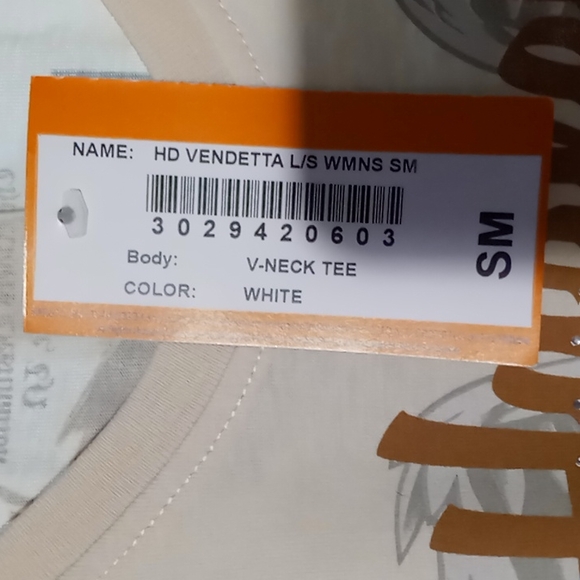 NAME: HD VENDETTA L/S WMNS SM
3029420603
Body: V-NECK TEE
COLOR: WHITE
SM